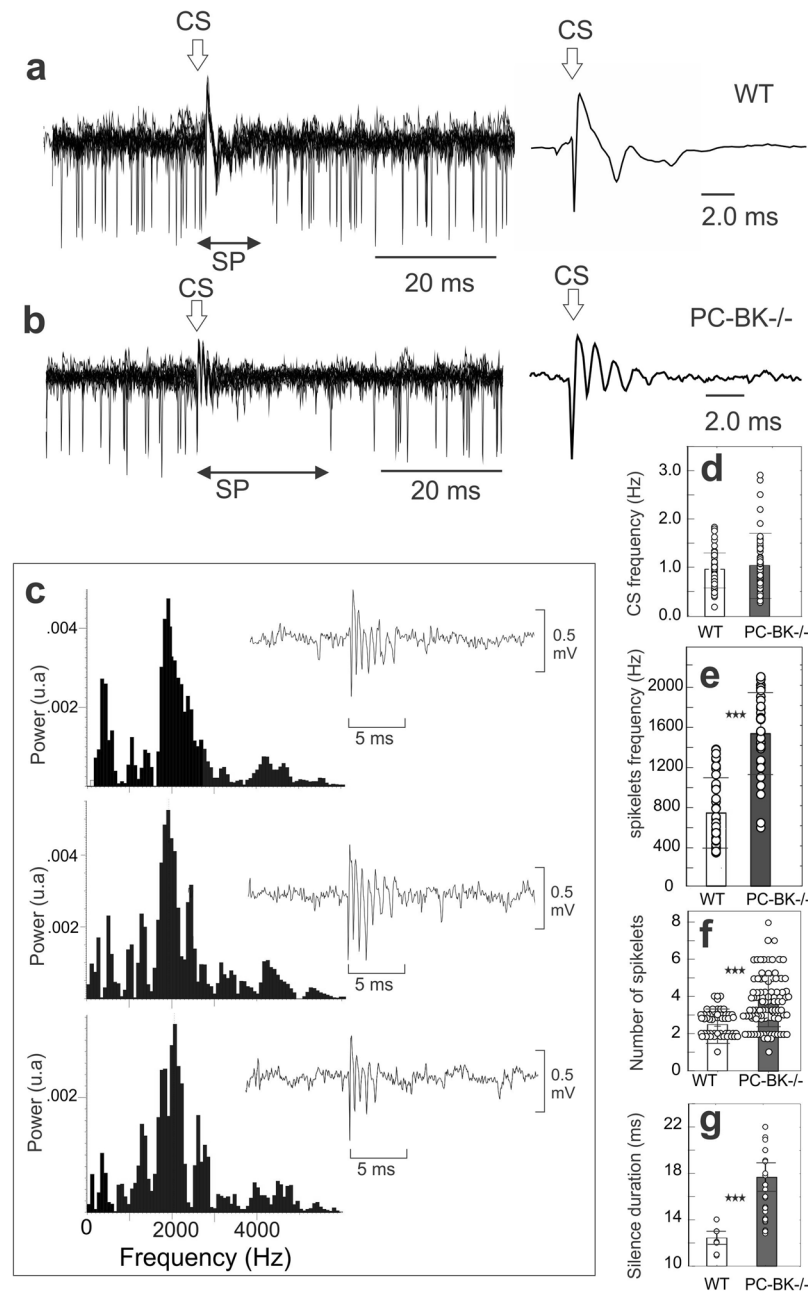 CS
CS
a
WT
2.0 ms
SP
20 ms
CS
CS
b
PC-BK-/-
2.0 ms
SP
20 ms
d
CS frequency (Hz)
3.0
2.0
1.0
0.0
WT PC-BK-/-
c
Power (u.a)
.004
.002
0.5
mV
5 ms
e
spikelets frequency (Hz)
2000
1600
1200
800
400
0
***
WT PC-BK-/-
Power (u.a)
.004
.002
0.5
mV
5 ms
f
Number of spikelets
8
6
4
2
0
***
WT PC-BK-/-
Power (u.a)
.002
0.5
mV
5 ms
0 2000 4000
Frequency (Hz)
g
Silence duration (ms)
22
18
14
10
***
WT PC-BK-/-